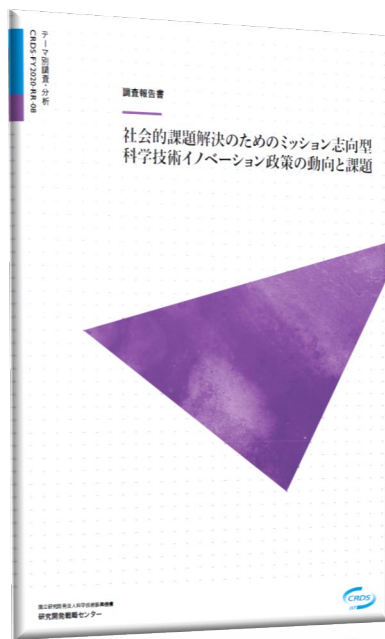 テーマ別調査・分析
CRDS-FY2020-RR-08
調査報告書
社会的課題解決のためのミッション志向型
科学技術イノベーション政策の動向と課題
国立研究開発法人科学技術振興機構
研究開発戦略センター
CRDS